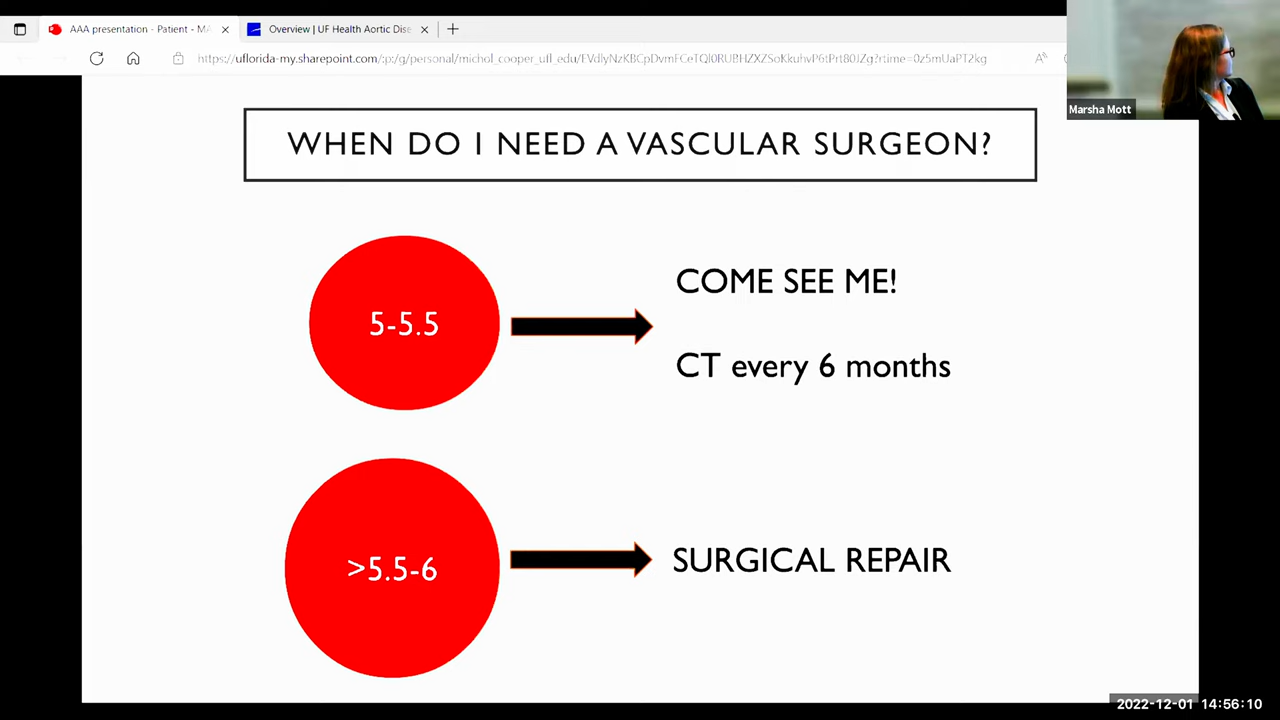 AAA presentation - Patient - MA
Overview | UF Health Aortic Dise
Marsha Mott
WHEN DO I NEED A VASCULAR SURGEON?
5-5.5
COME SEE ME!
CT every 6 months
>5.5-6
SURGICAL REPAIR
2022-12-01 14:56:10